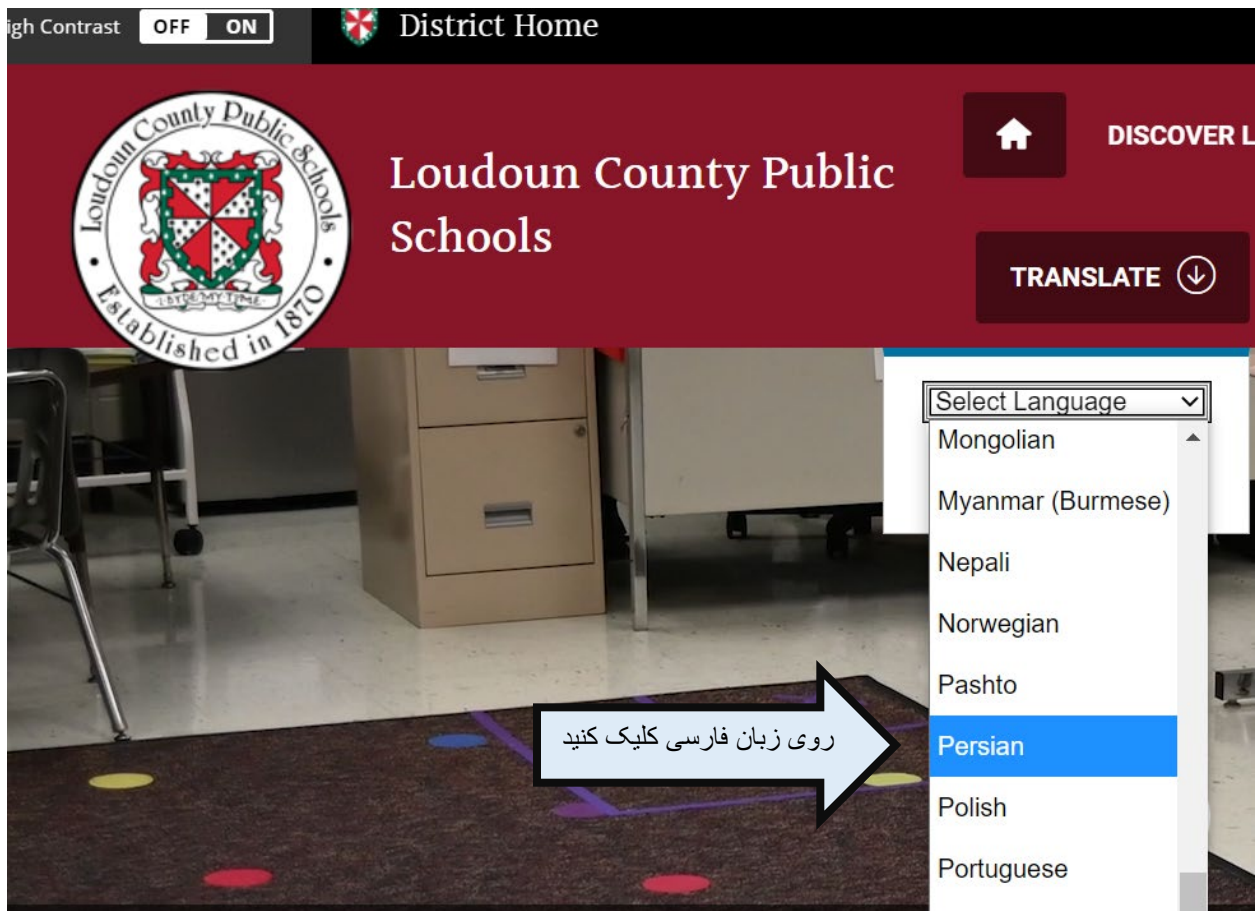 igh Contrast OFF ON
District Home
Loudoun County Public Schools
Established in 1870
I·BYDE·MY·TIME
Loudoun County Public
Schools
DISCOVER L
TRANSLATE
Select Language
Mongolian
Myanmar (Burmese)
Nepali
Norwegian
Pashto
روی زبان فارسی کلیک کنید
Persian
Polish
Portuguese